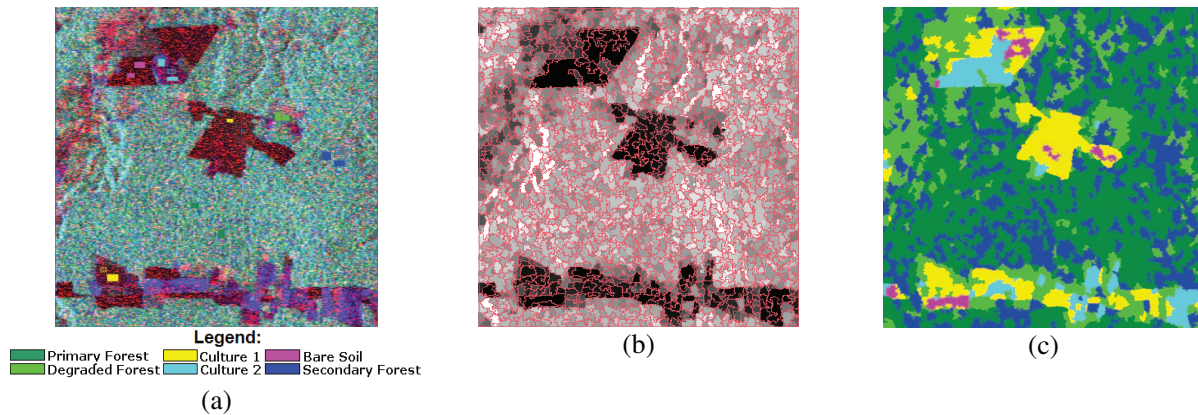 Legend:
Primary Forest Culture 1 Bare Soil
Degraded Forest Culture 2 Secondary Forest
(a)
(b)
(c)